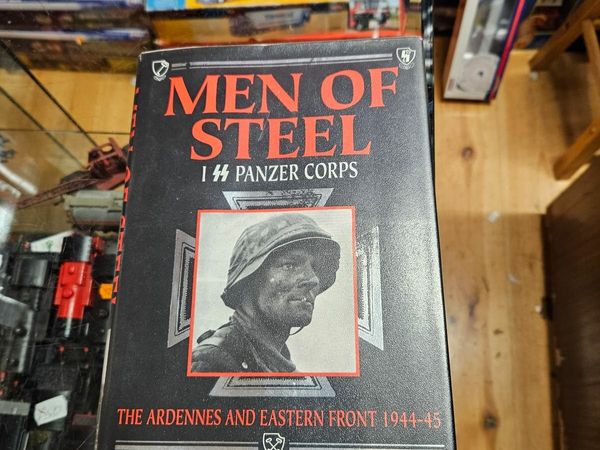 MEN OF
STEEL
I SS PANZER CORPS
THE ARDENNES AND EASTERN FRONT 1944-45